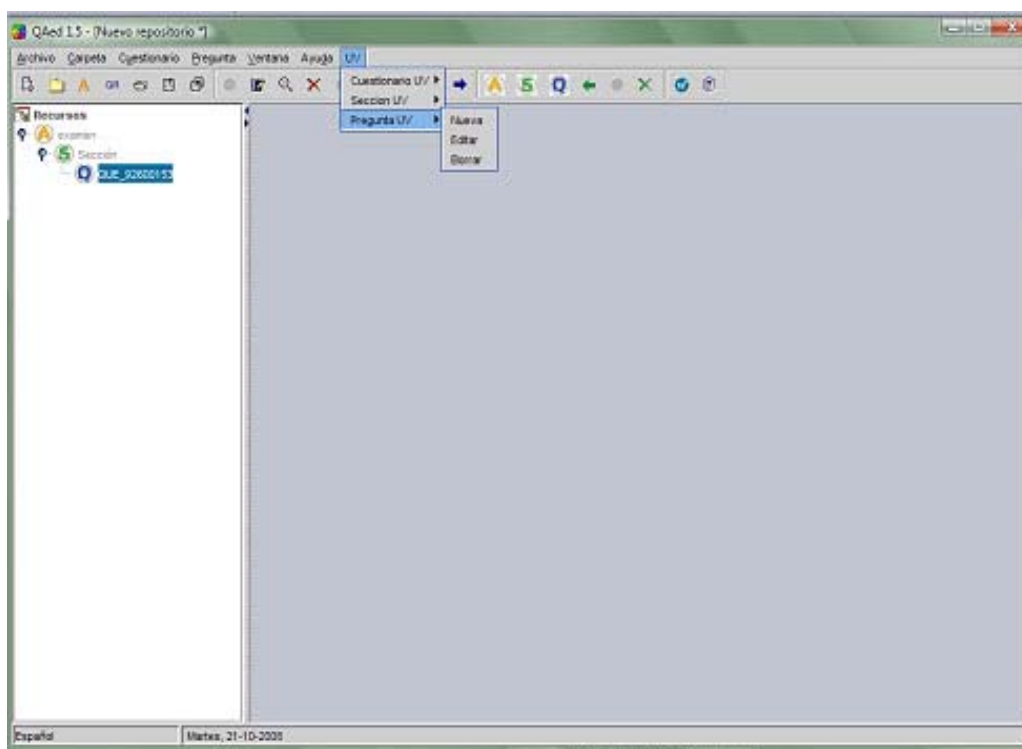 QAed 1.5 - [Nuevo repositorio *]
Archivo Carpeta Cuestionario Pregunta Ventana Ayuda UV
Cuestionario UV
Seccion UV
Pregunta UV
Nueva
Editar
Borrar
Recursos
examen
Sección
QUE_92600153
Español
Martes, 21-10-2008